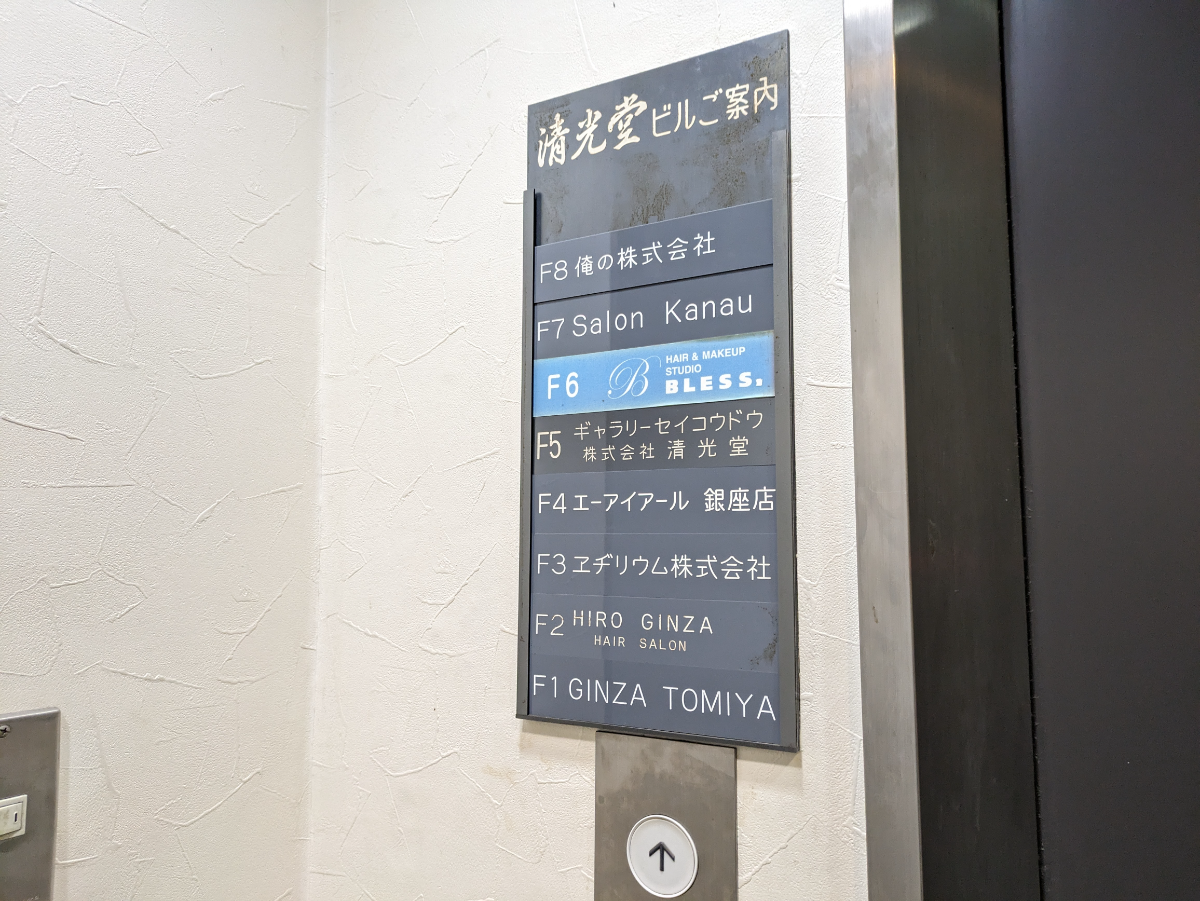 清光堂ビルご案内
F8 俺の株式会社
F7 Salon Kanau
F6 B HAIR & MAKEUP
STUDIO
BLESS.
F5 ギャラリーセイコウドウ
株式会社 清光堂
F4 エーアイアール 銀座店
F3 ヱヂリウム株式会社
F2 HIRO GINZA
HAIR SALON
F1 GINZA TOMIYA